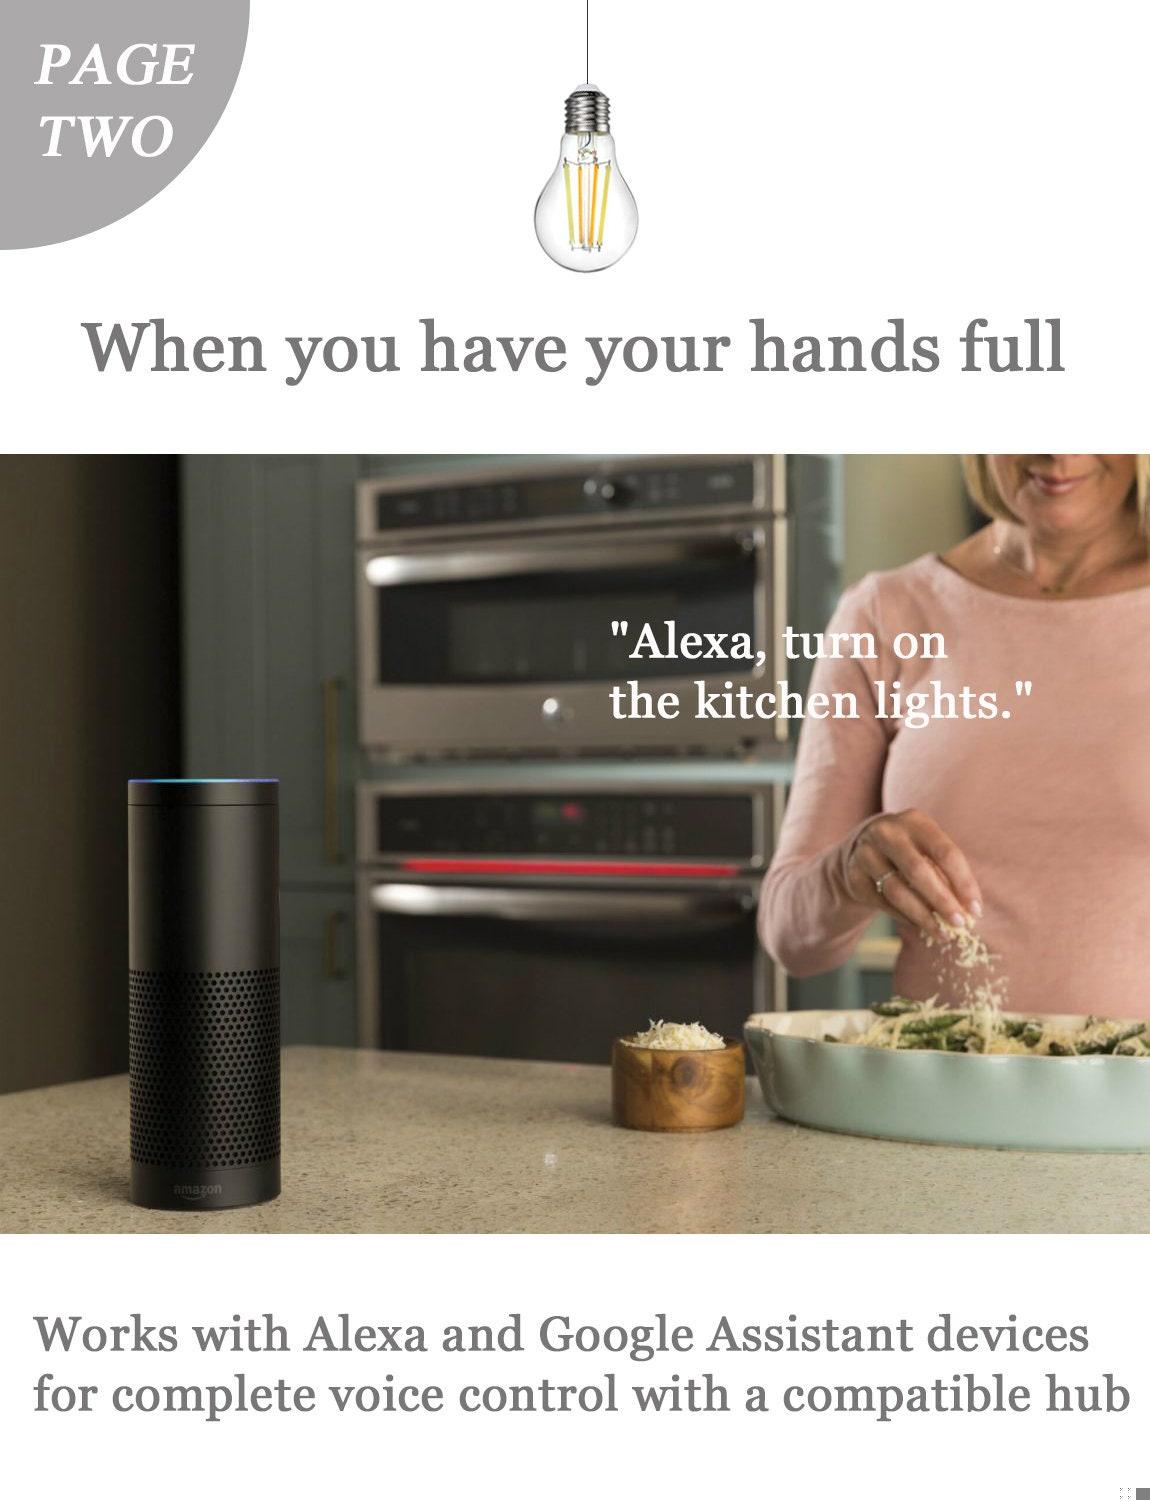 PAGE
TWO
When you have your hands full
"Alexa, turn on
the kitchen lights."
amazon
Works with Alexa and Google Assistant devices
for complete voice control with a compatible hub